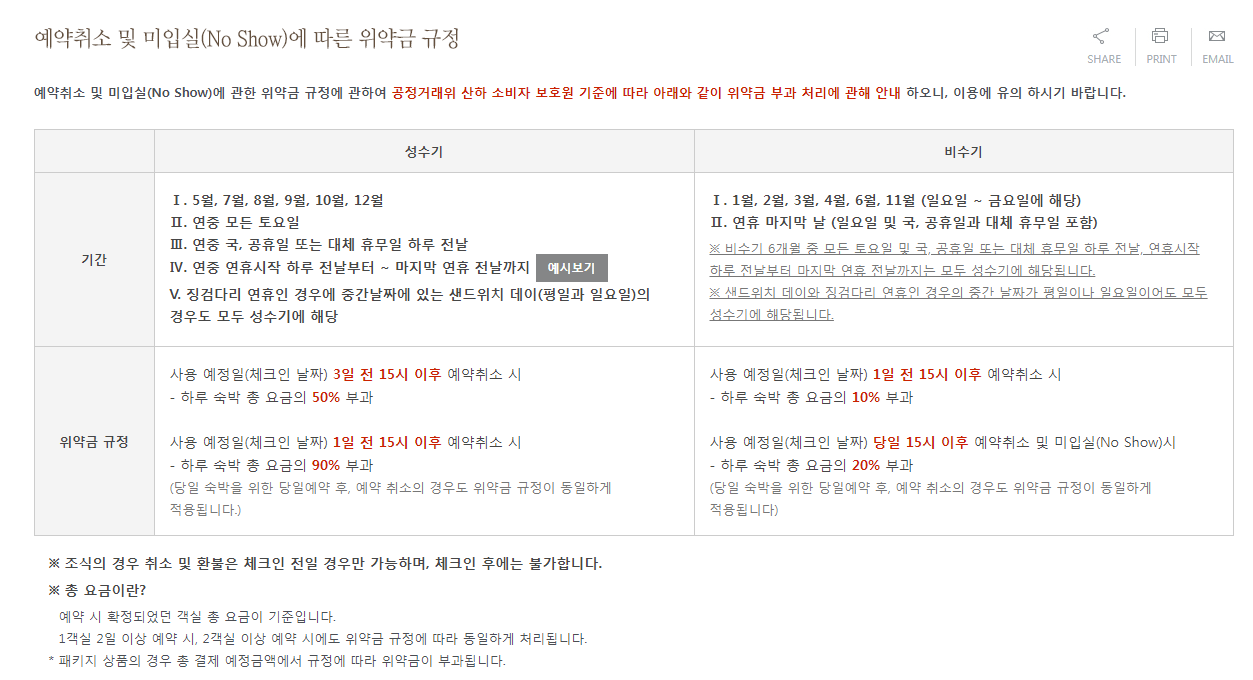 예약취소 및 미입실(No Show)에 따른 위약금 규정
SHARE
PRINT
EMAIL
예약취소 및 미입실(No Show)에 관한 위약금 규정에 관하여 공정거래위 산하 소비자 보호원 기준에 따라 아래와 같이 위약금 부과 처리에 관해 안내 하오니, 이용에 유의 하시기 바랍니다.
성수기
비수기
기간
Ⅰ. 5월, 7월, 8월, 9월, 10월, 12월
Ⅱ. 연중 모든 토요일
Ⅲ. 연중 국, 공휴일 또는 대체 휴무일 하루 전날
Ⅳ. 연중 연휴시작 하루 전날부터 ~ 마지막 연휴 전날까지 예시보기
Ⅴ. 징검다리 연휴인 경우에 중간날짜에 있는 샌드위치 데이(평일과 일요일)의
경우도 모두 성수기에 해당
Ⅰ. 1월, 2월, 3월, 4월, 6월, 11월 (일요일 ~ 금요일에 해당)
Ⅱ. 연휴 마지막 날 (일요일 및 국, 공휴일과 대체 휴무일 포함)
※ 비수기 6개월 중 모든 토요일 및 국, 공휴일 또는 대체 휴무일 하루 전날, 연휴시작
하루 전날부터 마지막 연휴 전날까지는 모두 성수기에 해당됩니다.
※ 샌드위치 데이와 징검다리 연휴인 경우의 중간 날짜가 평일이나 일요일이어도 모두
성수기에 해당됩니다.
위약금 규정
사용 예정일(체크인 날짜) 3일 전 15시 이후 예약취소 시
- 하루 숙박 총 요금의 50% 부과
사용 예정일(체크인 날짜) 1일 전 15시 이후 예약취소 시
- 하루 숙박 총 요금의 90% 부과
(당일 숙박을 위한 당일예약 후, 예약 취소의 경우도 위약금 규정이 동일하게
적용됩니다.)
사용 예정일(체크인 날짜) 1일 전 15시 이후 예약취소 시
- 하루 숙박 총 요금의 10% 부과
사용 예정일(체크인 날짜) 당일 15시 이후 예약취소 및 미입실(No Show)시
- 하루 숙박 총 요금의 20% 부과
(당일 숙박을 위한 당일예약 후, 예약 취소의 경우도 위약금 규정이 동일하게
적용됩니다)
※ 조식의 경우 취소 및 환불은 체크인 전일 경우만 가능하며, 체크인 후에는 불가합니다.
※ 총 요금이란?
예약 시 확정되었던 객실 총 요금이 기준입니다.
1객실 2일 이상 예약 시, 2객실 이상 예약 시에도 위약금 규정에 따라 동일하게 처리됩니다.
* 패키지 상품의 경우 총 결제 예정금액에서 규정에 따라 위약금이 부과됩니다.